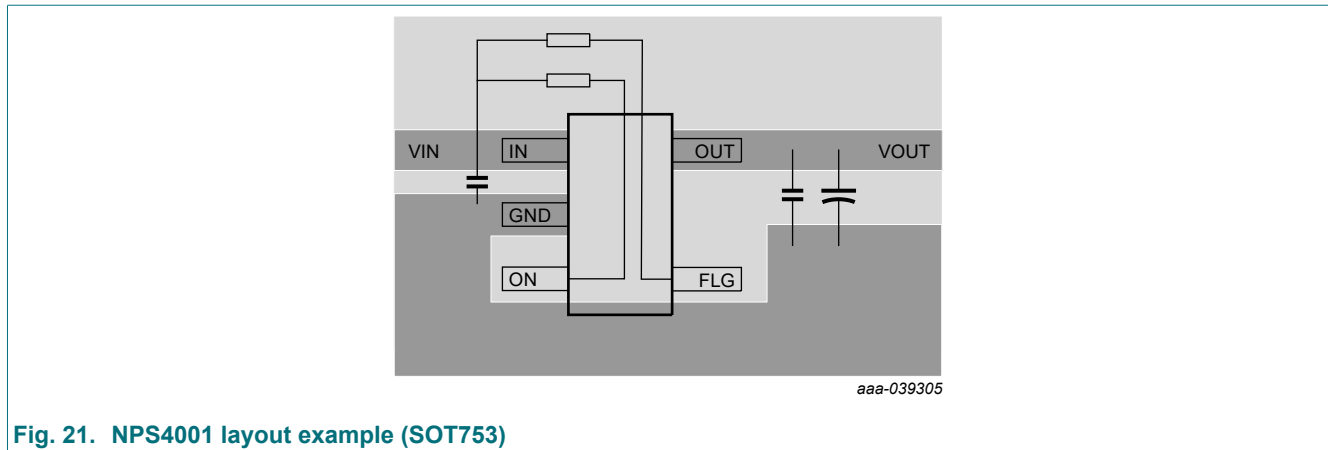 VIN IN OUT VOUT
GND
ON FLG
aaa-039305
Fig. 21. NPS4001 layout example (SOT753)